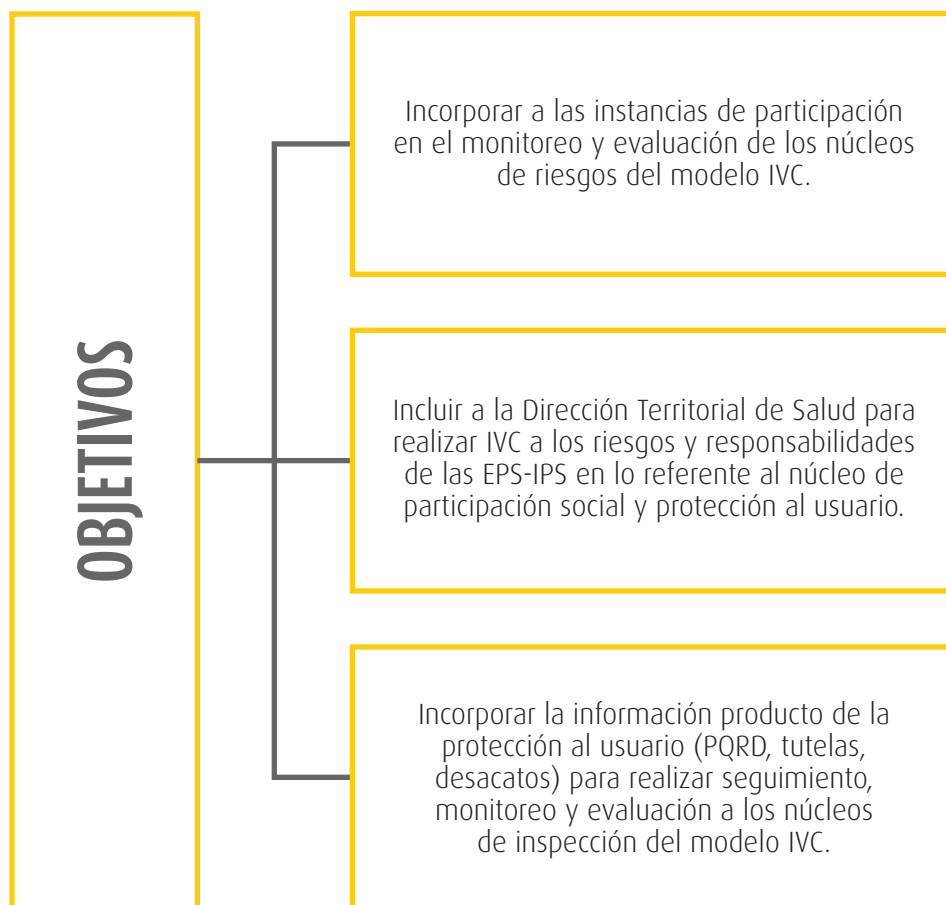 OBJETIVOS
Incorporar a las instancias de participación
en el monitoreo y evaluación de los núcleos
de riesgos del modelo IVC.
Incluir a la Dirección Territorial de Salud para
realizar IVC a los riesgos y responsabilidades
de las EPS-IPS en lo referente al núcleo de
participación social y protección al usuario.
Incorporar la información producto de la
protección al usuario (PQRD, tutelas,
desacatos) para realizar seguimiento,
monitoreo y evaluación a los núcleos
de inspección del modelo IVC.